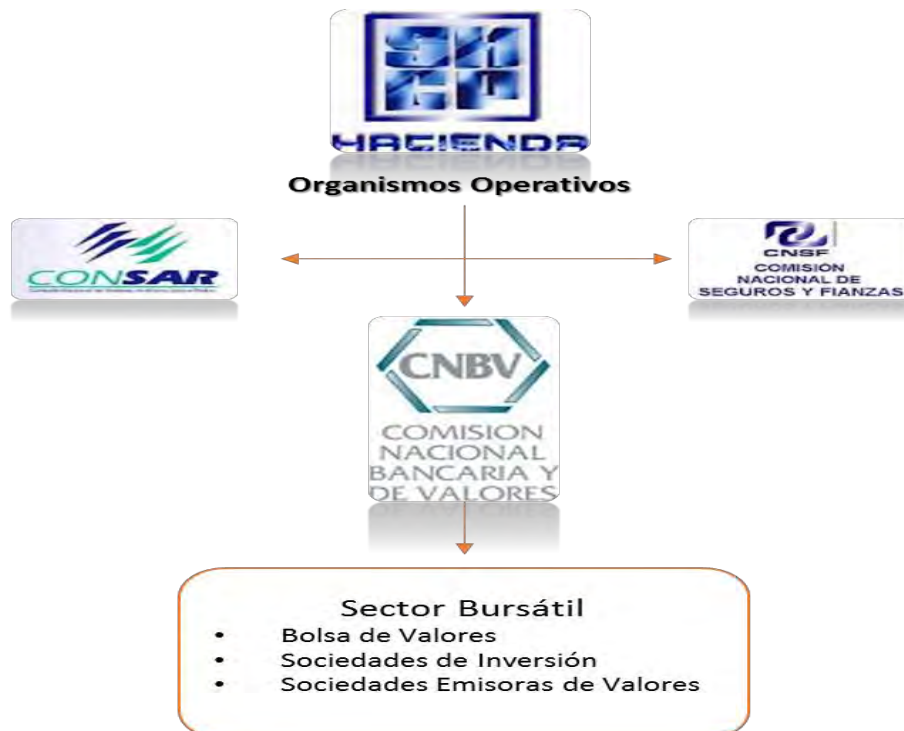 SHCP
HACIENDA
Organismos Operativos
CONSAR
CNSF
COMISIÓN
NACIONAL DE
SEGUROS Y FIANZAS
CNBV
COMISION
NACIONAL
BANCARIA Y
DE VALORES
Sector Bursátil
• Bolsa de Valores
• Sociedades de Inversión
• Sociedades Emisoras de Valores